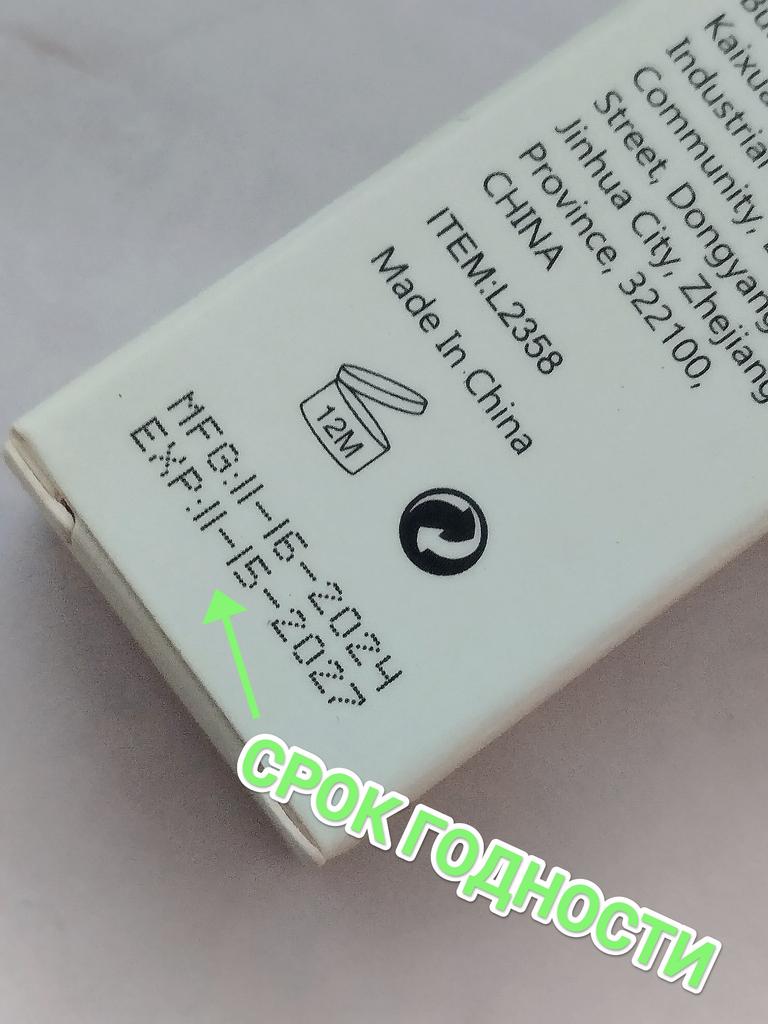 Kaixua
Industrial
Community,
Street, Dongyang
Jinhua City, Zhejiang
Province, 322100,
CHINA
ITEM:L2358
Made In China
12M
MFG:11-16-2024
EXP:11-15-2027
СРОК ГОДНОСТИ